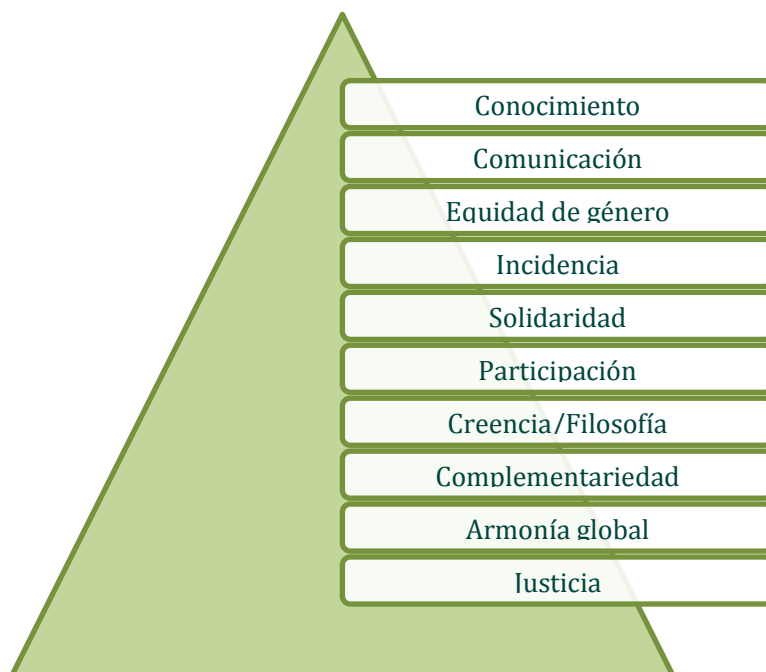 Conocimiento
Comunicación
Equidad de género
Incidencia
Solidaridad
Participación
Creencia/Filosofía
Complementariedad
Armonía global
Justicia